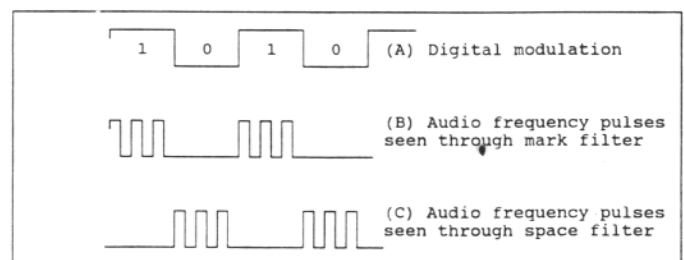 1 0 1 0 (A) Digital modulation
(B) Audio frequency pulses
seen through mark filter
(C) Audio frequency pulses
seen through space filter